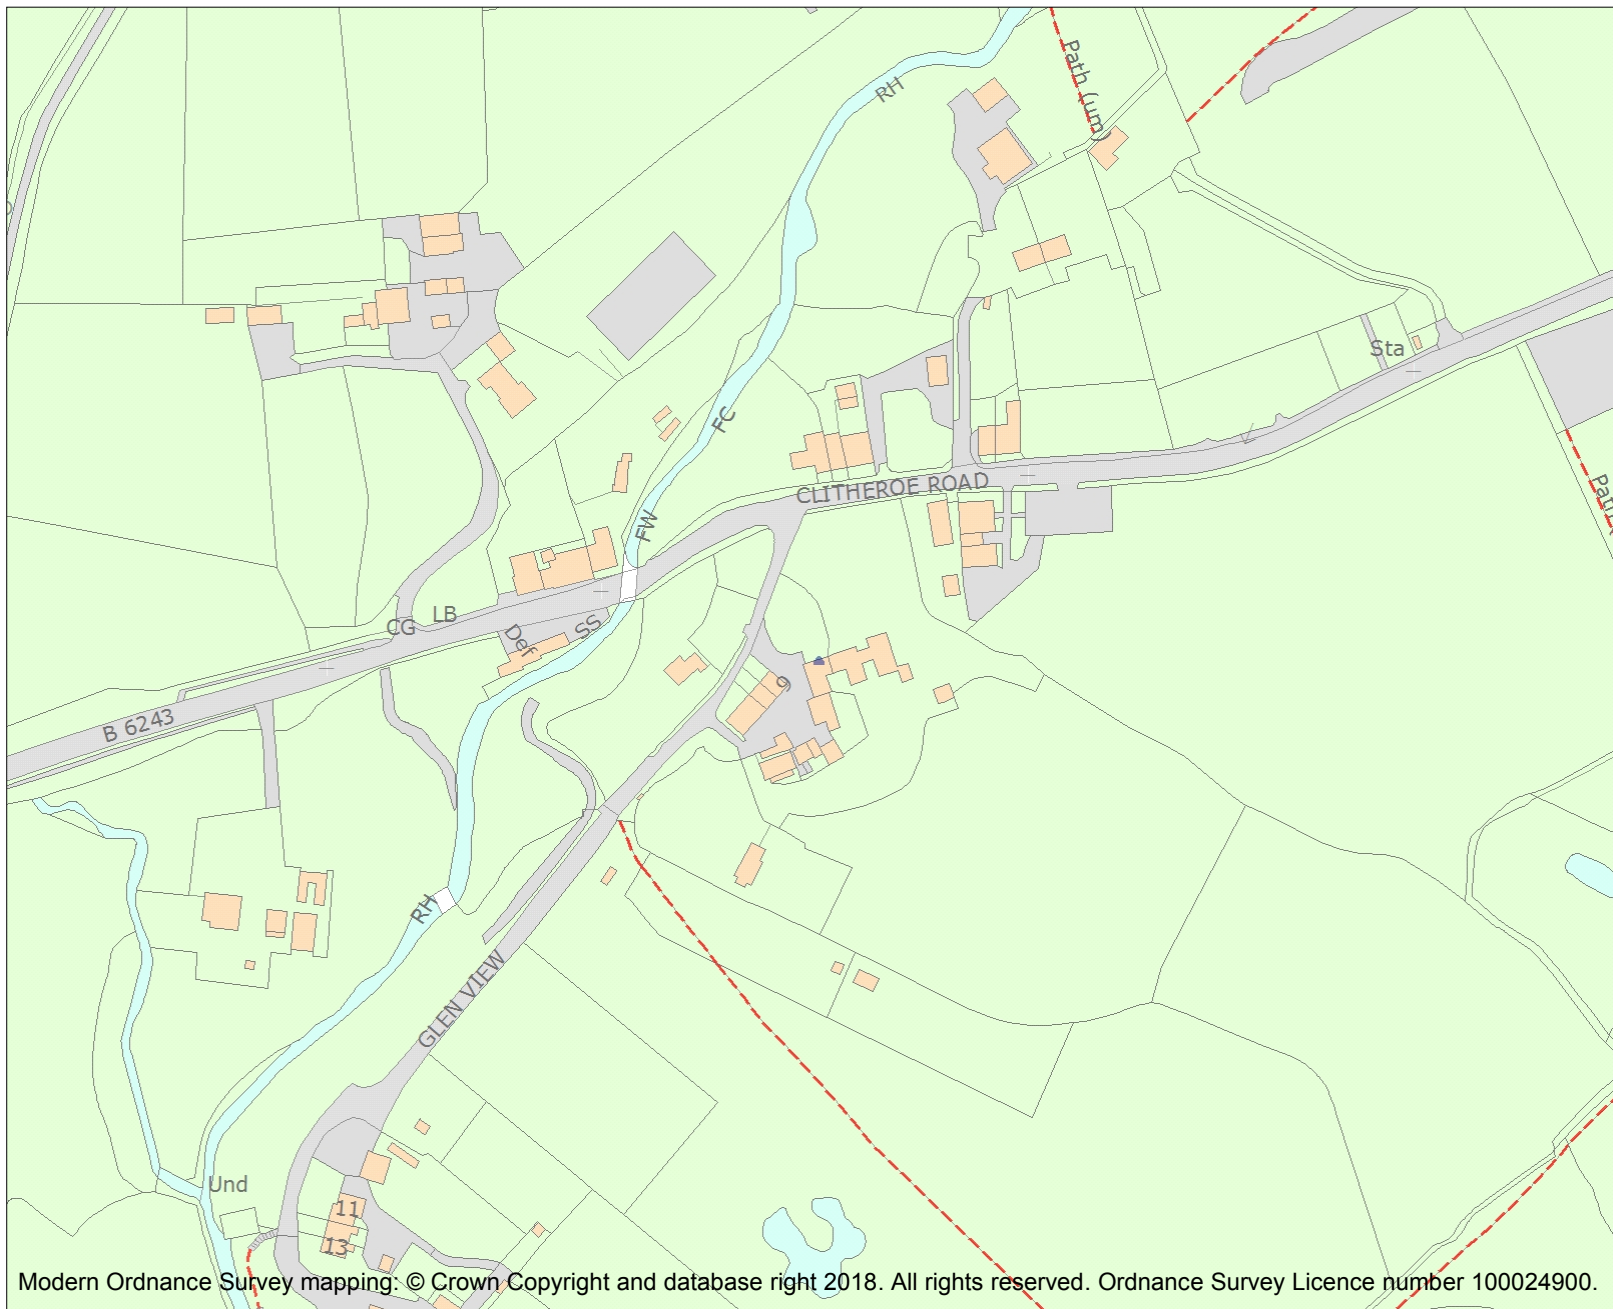 RH
Path (um)
Sta
FC
CLITHEROE ROAD
Path
FW
LB
CG
Def
SS
9
B 6243
RH
GLEN VIEW
Und
11
13
Modern Ordnance Survey mapping: © Crown Copyright and database right 2018. All rights reserved. Ordnance Survey Licence number 100024900.